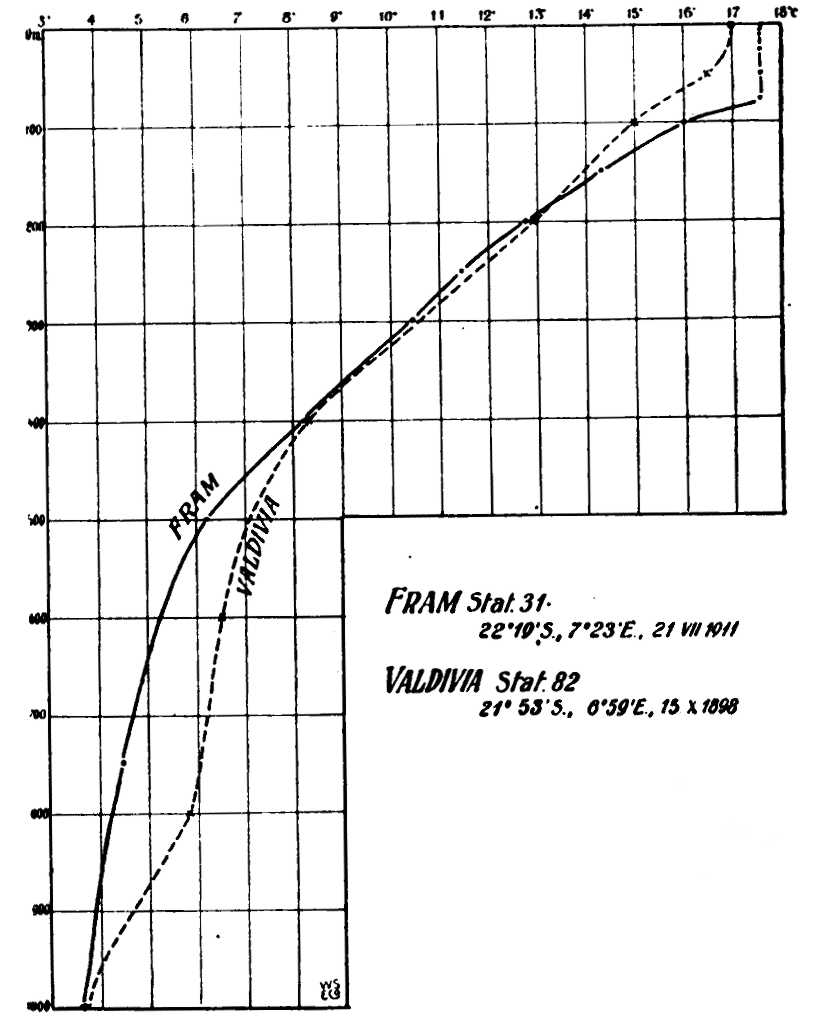 3° 4 5 6 7° 8° 9° 10° 11 12° 13° 14° 15° 16° 17 18°C
0m.
100
200
300
400
500
600
700
800
900
1000
FRAM
VALDIVIA
FRAM Stat. 31.
22°19'S., 7°23'E., 21 VII 1911
VALDIVIA Stat. 82
21° 53'S., 6°59'E., 15 X 1898